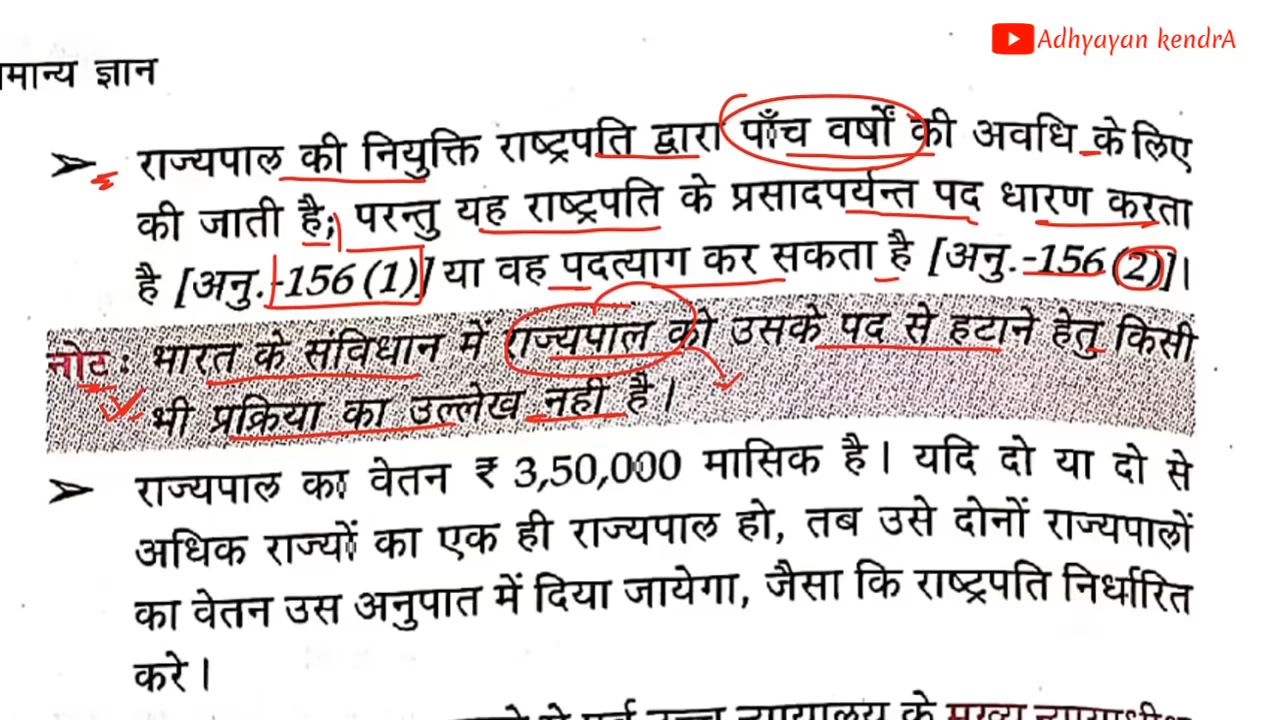 Adhyayan kendrA
मान्य ज्ञान
➤ राज्यपाल की नियुक्ति राष्ट्रपति द्वारा पाँच वर्षों की अवधि के लिए
की जाती है; परन्तु यह राष्ट्रपति के प्रसादपर्यन्त पद धारण करता
है [अनु.-156 (1)] या वह पदत्याग कर सकता है [अनु.-156 (2)]।
नोट : भारत के संविधान में राज्यपाल को उसके पद से हटाने हेतु किसी
भी प्रक्रिया का उल्लेख नहीं है।
➤ राज्यपाल का वेतन ₹ 3,50,000 मासिक है। यदि दो या दो से
अधिक राज्यों का एक ही राज्यपाल हो, तब उसे दोनों राज्यपालों
का वेतन उस अनुपात में दिया जायेगा, जैसा कि राष्ट्रपति निर्धारित
करे।
पूर्व उच्च न्यायालय के मुख्य न्यायाधीश